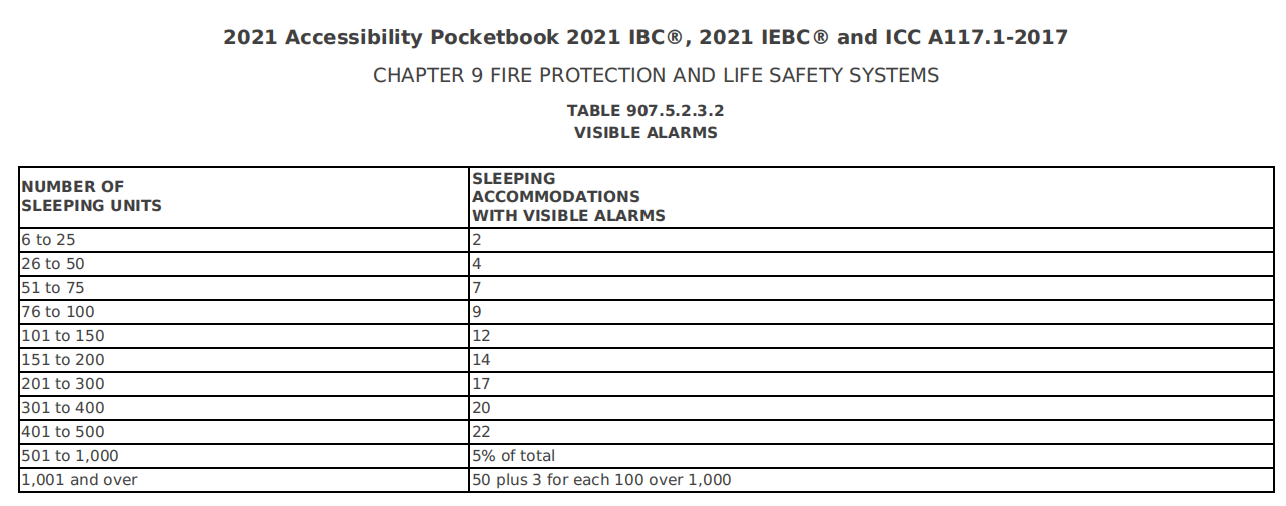 2021 Accessibility Pocketbook 2021 IBC®, 2021 IEBC® and ICC A117.1-2017
CHAPTER 9 FIRE PROTECTION AND LIFE SAFETY SYSTEMS
TABLE 907.5.2.3.2
VISIBLE ALARMS
NUMBER OF
SLEEPING UNITS
SLEEPING
ACCOMMODATIONS
WITH VISIBLE ALARMS
6 to 25 2
26 to 50 4
51 to 75 7
76 to 100 9
101 to 150 12
151 to 200 14
201 to 300 17
301 to 400 20
401 to 500 22
501 to 1,000 5% of total
1,001 and over 50 plus 3 for each 100 over 1,000